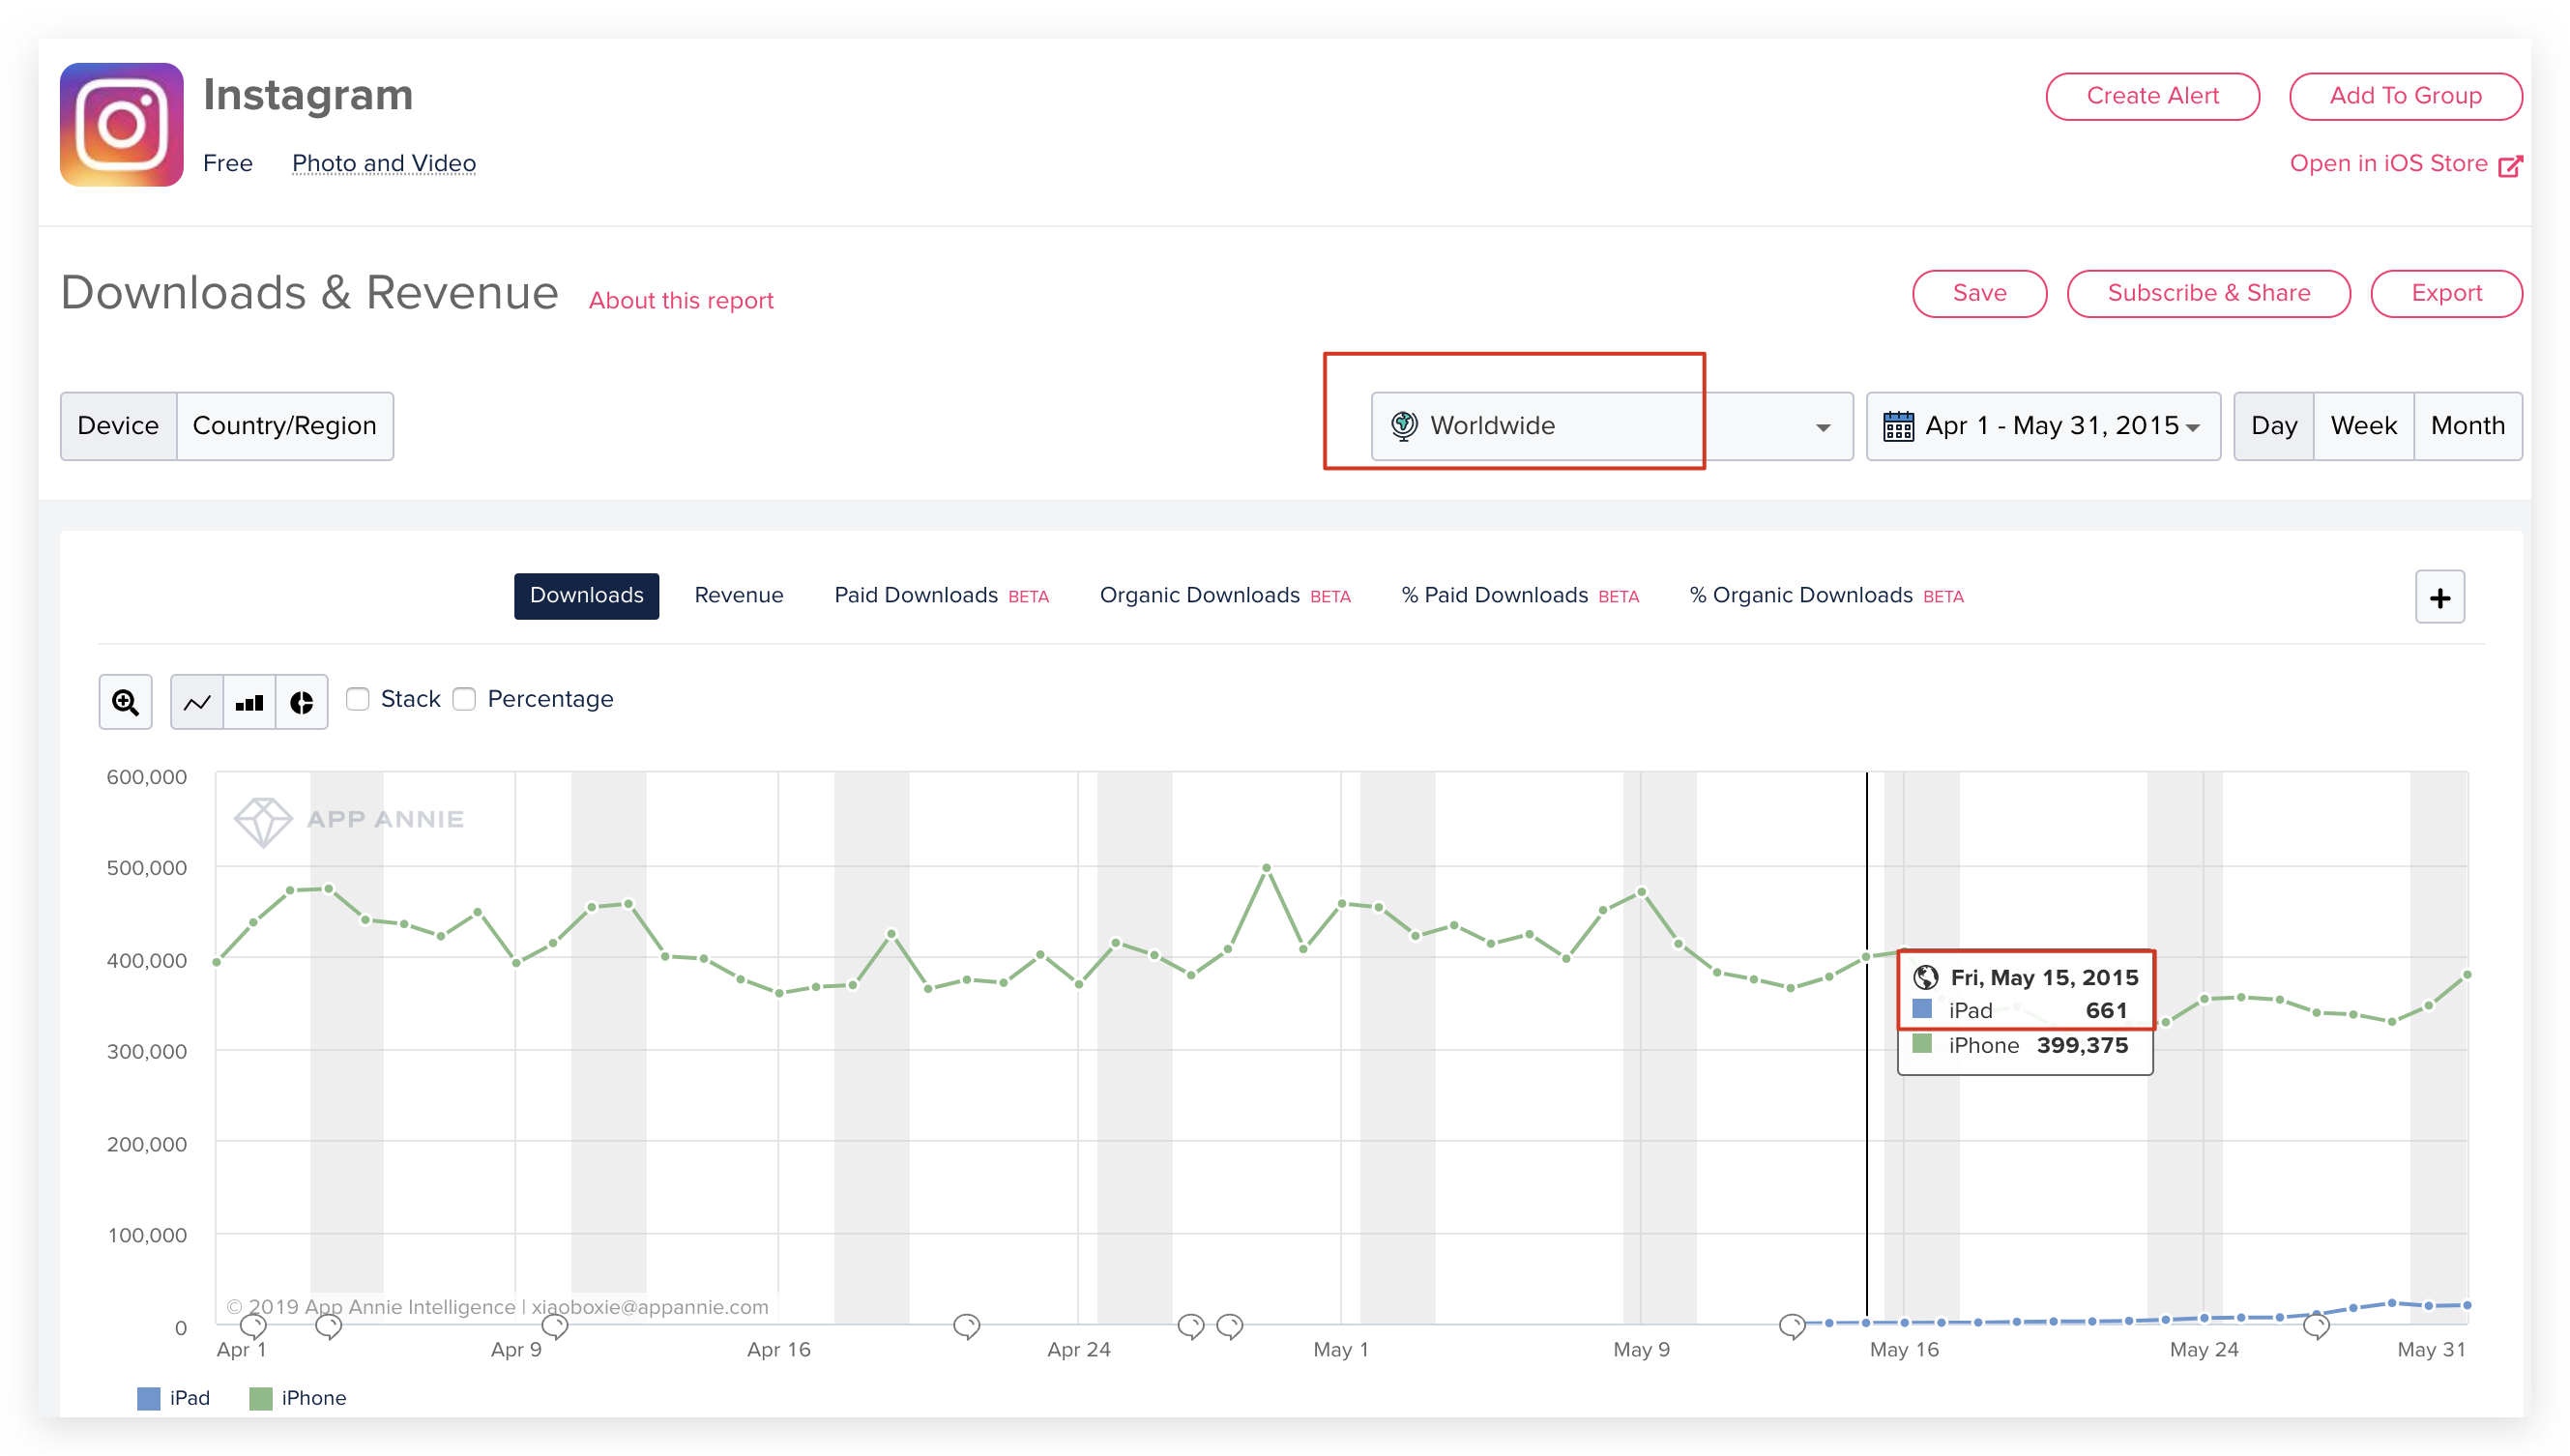 Instagram
Create Alert
Add To Group
Free
Photo and Video
Open in iOS Store
Downloads & Revenue
About this report
Save
Subscribe & Share
Export
Device
Country/Region
Worldwide
Apr 1 - May 31, 2015
Day
Week
Month
Downloads
Revenue
Paid Downloads BETA
Organic Downloads BETA
% Paid Downloads BETA
% Organic Downloads BETA
+
Stack
Percentage
600,000
APP ANNIE
500,000
400,000
Fri, May 15, 2015
iPad 661
iPhone 399,375
300,000
200,000
100,000
© 2019 App Annie Intelligence | xiaoboxie@appannie.com
0
Apr 1
Apr 9
Apr 16
Apr 24
May 1
May 9
May 16
May 24
May 31
iPad
iPhone